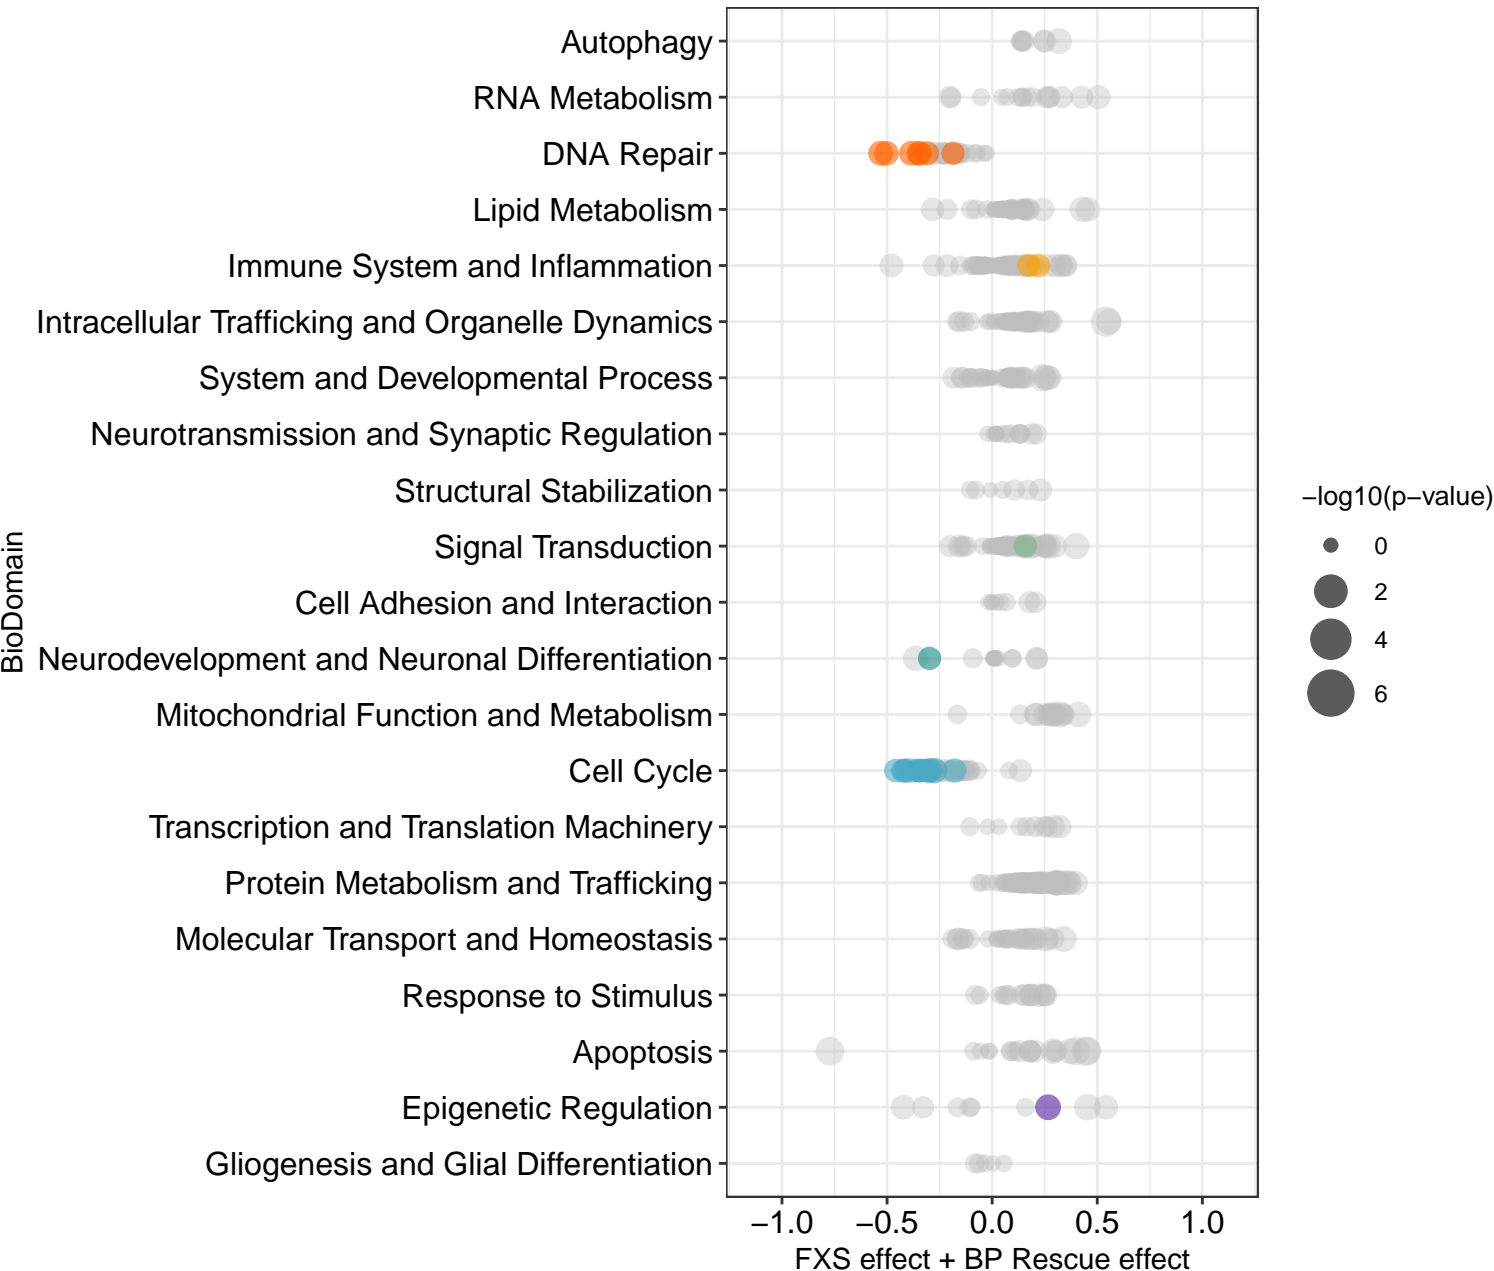 Autophagy
RNA Metabolism
DNA Repair
Lipid Metabolism
Immune System and Inflammation
Intracellular Trafficking and Organelle Dynamics
System and Developmental Process
Neurotransmission and Synaptic Regulation
Structural Stabilization
Signal Transduction
Cell Adhesion and Interaction
Neurodevelopment and Neuronal Differentiation
Mitochondrial Function and Metabolism
Cell Cycle
Transcription and Translation Machinery
Protein Metabolism and Trafficking
Molecular Transport and Homeostasis
Response to Stimulus
Apoptosis
Epigenetic Regulation
Gliogenesis and Glial Differentiation
BioDomain
−1.0 −0.5 0.0 0.5 1.0
FXS effect + BP Rescue effect
−log10(p−value)
0
2
4
6